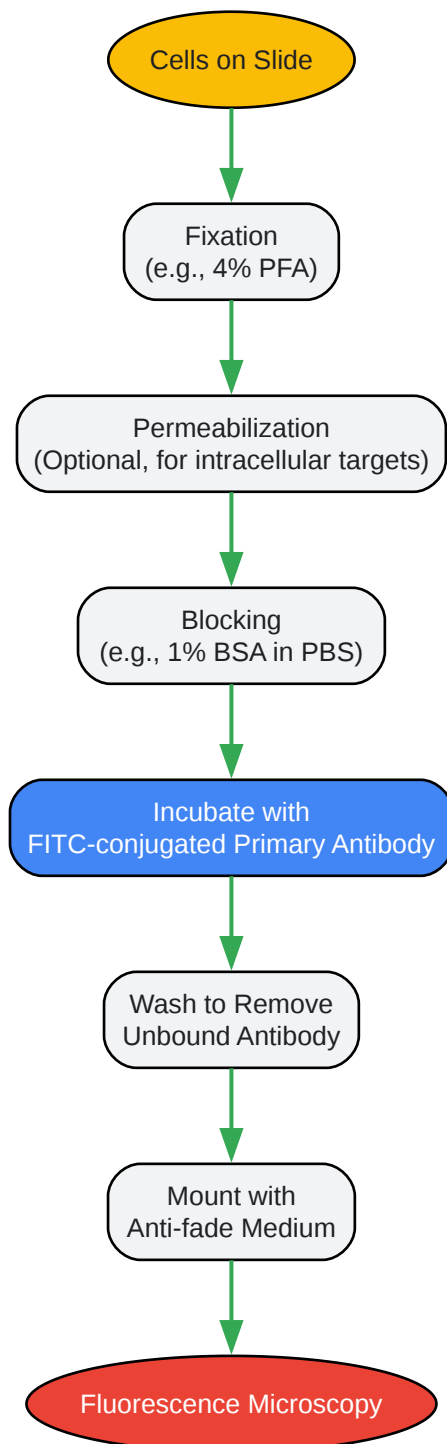 Cells on Slide
Fixation
(e.g., 4% PFA)
Permeabilization
(Optional, for intracellular targets)
Blocking
(e.g., 1% BSA in PBS)
Incubate with
FITC-conjugated Primary Antibody
Wash to Remove
Unbound Antibody
Mount with
Anti-fade Medium
Fluorescence Microscopy